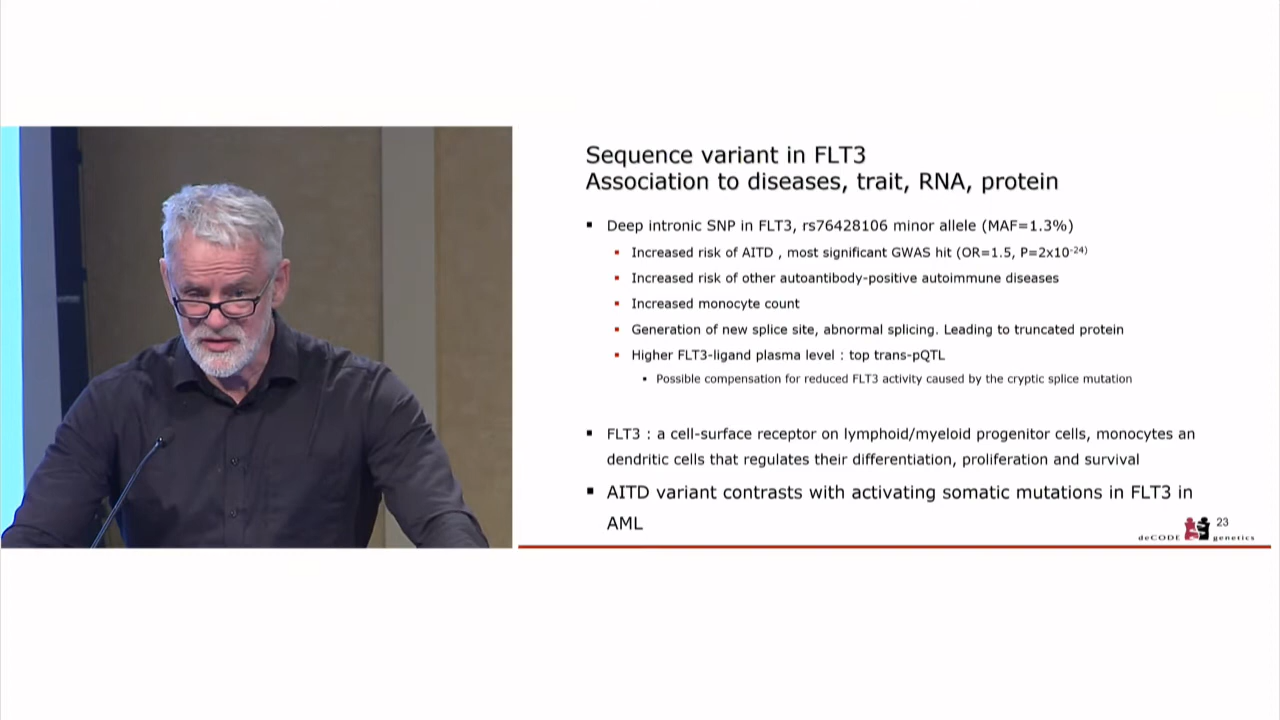 Sequence variant in FLT3
Association to diseases, trait, RNA, protein
▪ Deep intronic SNP in FLT3, rs76428106 minor allele (MAF=1.3%)
▪ Increased risk of AITD , most significant GWAS hit (OR=1.5, P=2x10⁻²⁴⁾
▪ Increased risk of other autoantibody-positive autoimmune diseases
▪ Increased monocyte count
▪ Generation of new splice site, abnormal splicing. Leading to truncated protein
▪ Higher FLT3-ligand plasma level : top trans-pQTL
▪ Possible compensation for reduced FLT3 activity caused by the cryptic splice mutation
▪ FLT3 : a cell-surface receptor on lymphoid/myeloid progenitor cells, monocytes an
dendritic cells that regulates their differentiation, proliferation and survival
▪ AITD variant contrasts with activating somatic mutations in FLT3 in
AML
23
deCODE genetics